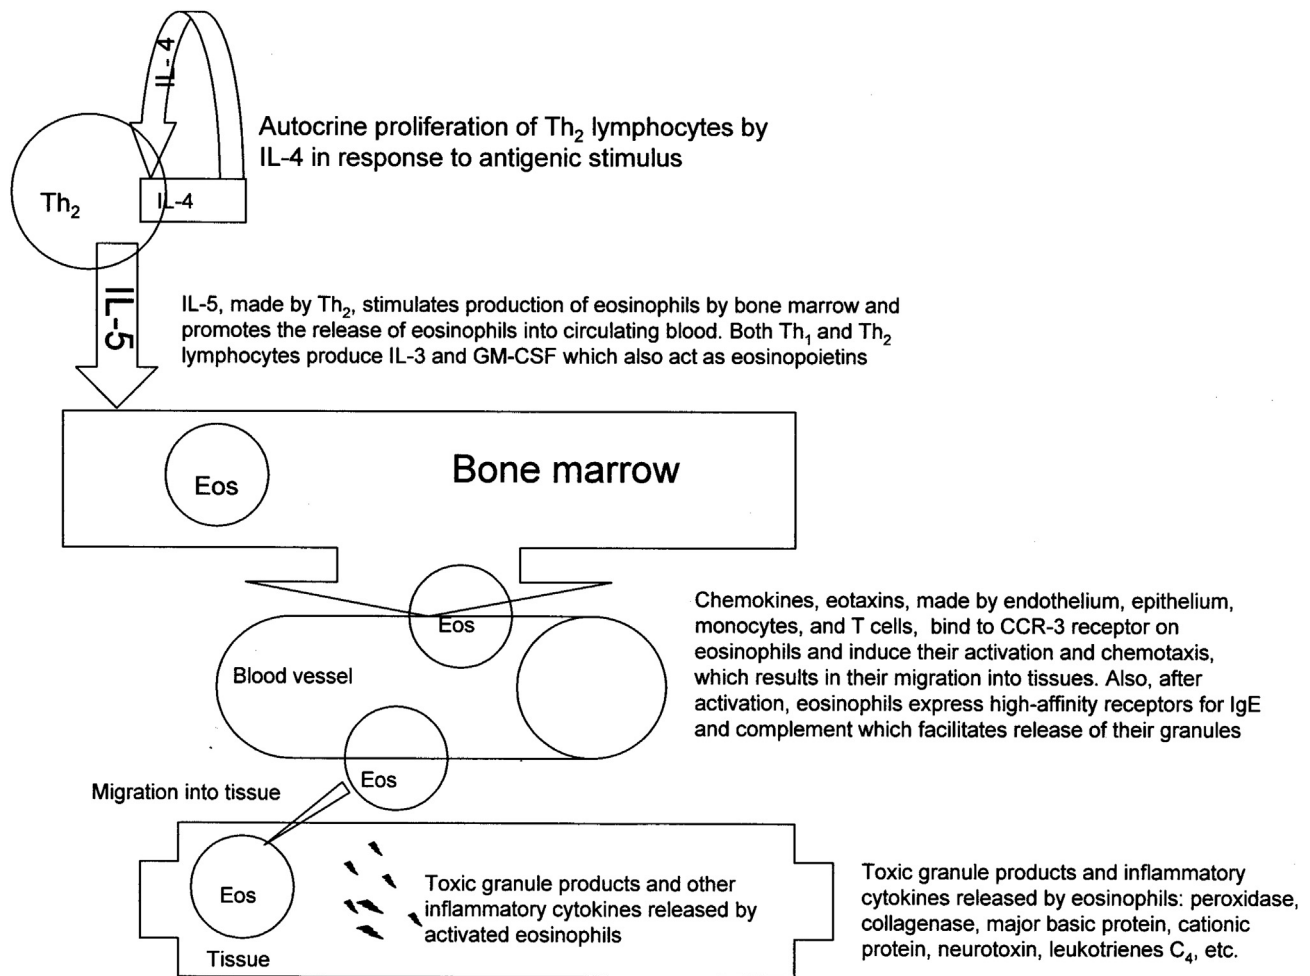 IL-4
Autocrine proliferation of Th₂ lymphocytes by
IL-4 in response to antigenic stimulus
Th₂
IL-4
IL-5
IL-5, made by Th₂, stimulates production of eosinophils by bone marrow and
promotes the release of eosinophils into circulating blood. Both Th₁ and Th₂
lymphocytes produce IL-3 and GM-CSF which also act as eosinopoietins
Eos
Bone marrow
Eos
Blood vessel
Chemokines, eotaxins, made by endothelium, epithelium,
monocytes, and T cells, bind to CCR-3 receptor on
eosinophils and induce their activation and chemotaxis,
which results in their migration into tissues. Also, after
activation, eosinophils express high-affinity receptors for IgE
and complement which facilitates release of their granules
Eos
Migration into tissue
Eos
Tissue
Toxic granule products and other
inflammatory cytokines released by
activated eosinophils
Toxic granule products and inflammatory
cytokines released by eosinophils: peroxidase,
collagenase, major basic protein, cationic
protein, neurotoxin, leukotrienes C₄, etc.